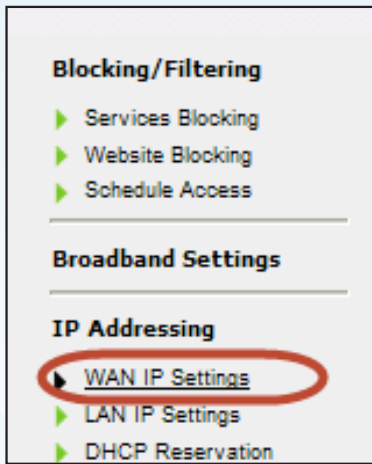 Blocking/Filtering
Services Blocking
Website Blocking
Schedule Access
Broadband Settings
IP Addressing
WAN IP Settings
LAN IP Settings
DHCP Reservation